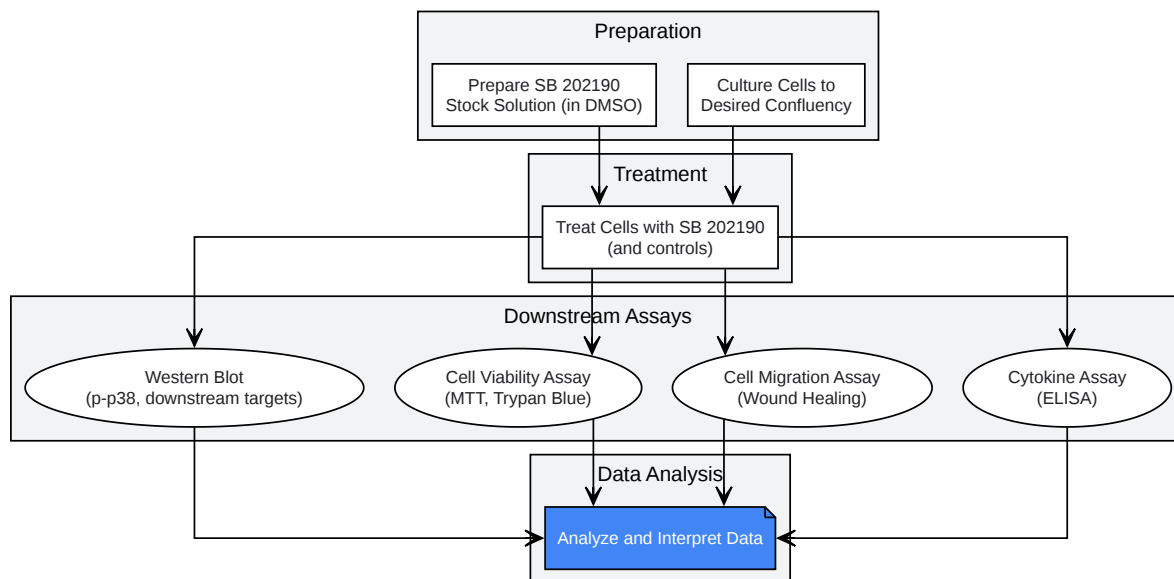 Preparation
Prepare SB 202190
Stock Solution (in DMSO)
Culture Cells to
Desired Confluency
Treatment
Treat Cells with SB 202190
(and controls)
Downstream Assays
Western Blot
(p-p38, downstream targets)
Cell Viability Assay
(MTT, Trypan Blue)
Cell Migration Assay
(Wound Healing)
Cytokine Assay
(ELISA)
Data Analysis
Analyze and Interpret Data